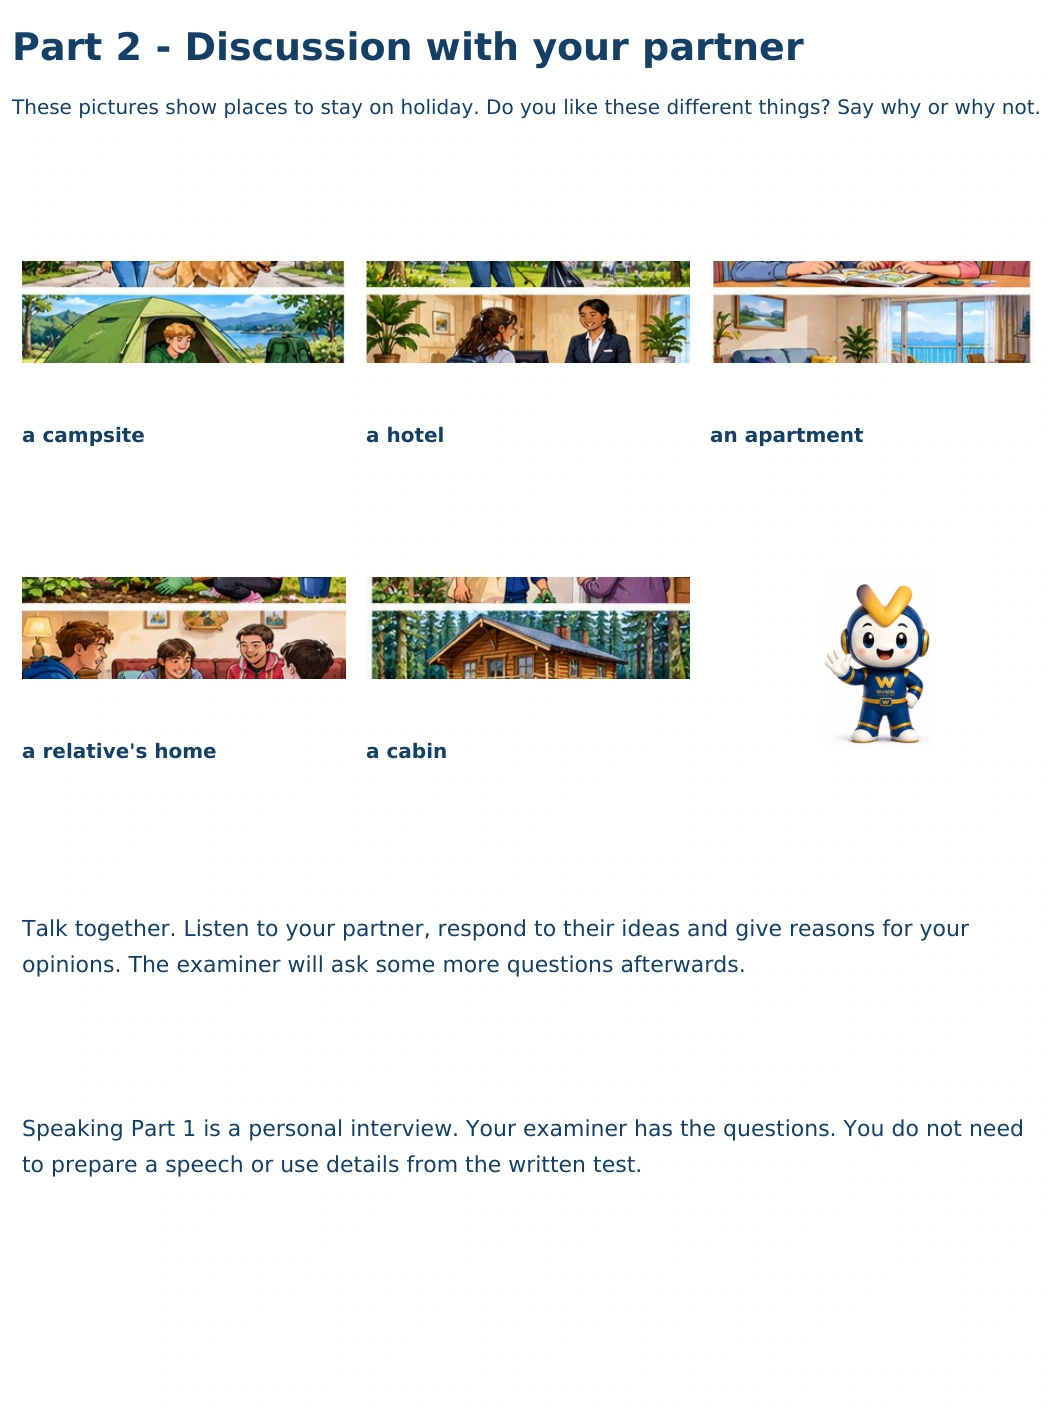 Part 2 - Discussion with your partner
These pictures show places to stay on holiday. Do you like these different things? Say why or why not.
a campsite
a hotel
an apartment
a relative's home
a cabin
W
W
Talk together. Listen to your partner, respond to their ideas and give reasons for your
opinions. The examiner will ask some more questions afterwards.
Speaking Part 1 is a personal interview. Your examiner has the questions. You do not need
to prepare a speech or use details from the written test.